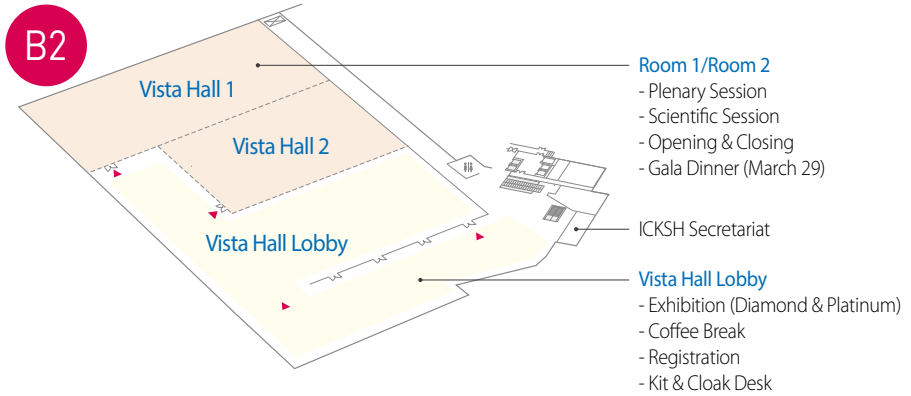 B2
Vista Hall 1
Vista Hall 2
Vista Hall Lobby
Room 1/Room 2
- Plenary Session
- Scientific Session
- Opening & Closing
- Gala Dinner (March 29)
ICKSH Secretariat
Vista Hall Lobby
- Exhibition (Diamond & Platinum)
- Coffee Break
- Registration
- Kit & Cloak Desk